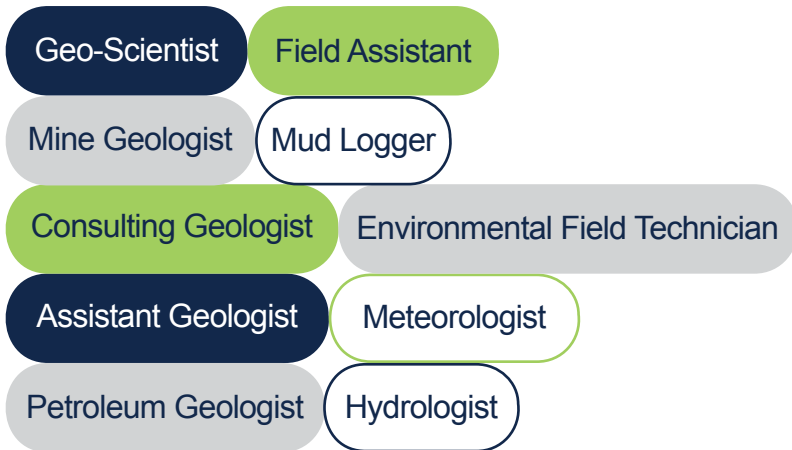 Geo-Scientist Field Assistant
Mine Geologist Mud Logger
Consulting Geologist Environmental Field Technician
Assistant Geologist Meteorologist
Petroleum Geologist Hydrologist